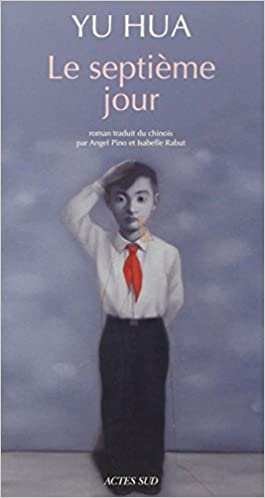 YU HUA
Le septième
jour
roman traduit du chinois
par Angel Pino et Isabelle Rabut
ACTES SUD